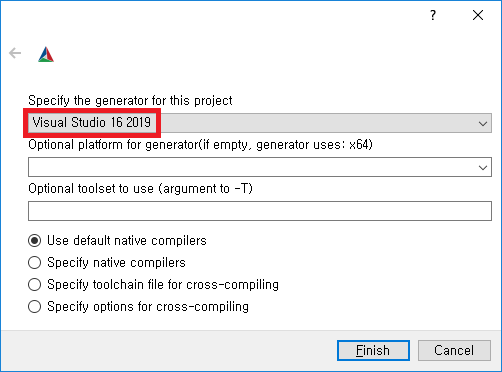 Specify the generator for this project
Visual Studio 16 2019
Optional platform for generator(if empty, generator uses: x64)
Optional toolset to use (argument to -T)
Use default native compilers
Specify native compilers
Specify toolchain file for cross-compiling
Specify options for cross-compiling
Finish
Cancel